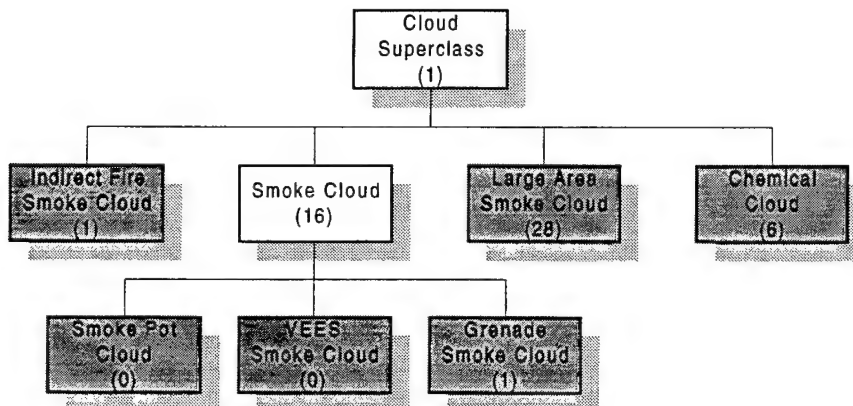 Cloud
Superclass
(1)
Indirect Fire
Smoke Cloud
(1)
Smoke Cloud
(16)
Large Area
Smoke Cloud
(28)
Chemical
Cloud
(6)
Smoke Pot
Cloud
(0)
VEES
Smoke Cloud
(0)
Grenade
Smoke Cloud
(1)